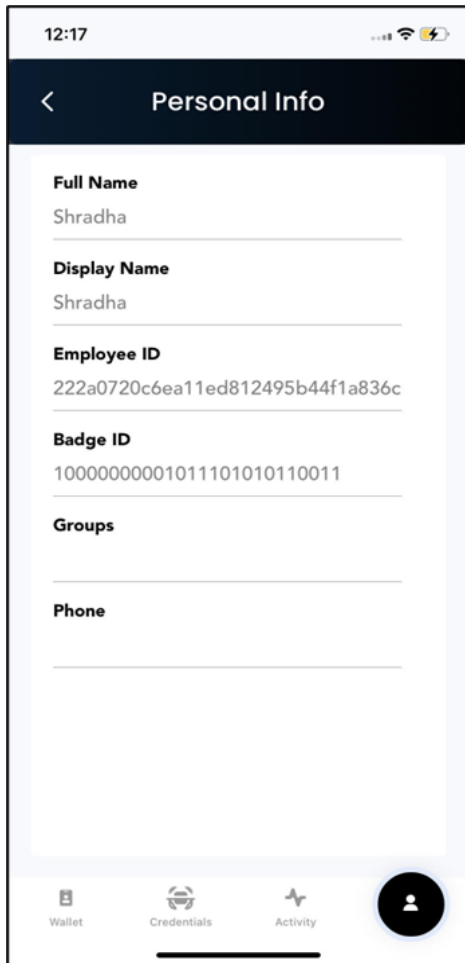 12:17
Personal Info
Full Name
Shradha
Display Name
Shradha
Employee ID
222a0720c6ea11ed812495b44f1a836c
Badge ID
10000000001011101010110011
Groups
Phone
Wallet
Credentials
Activity